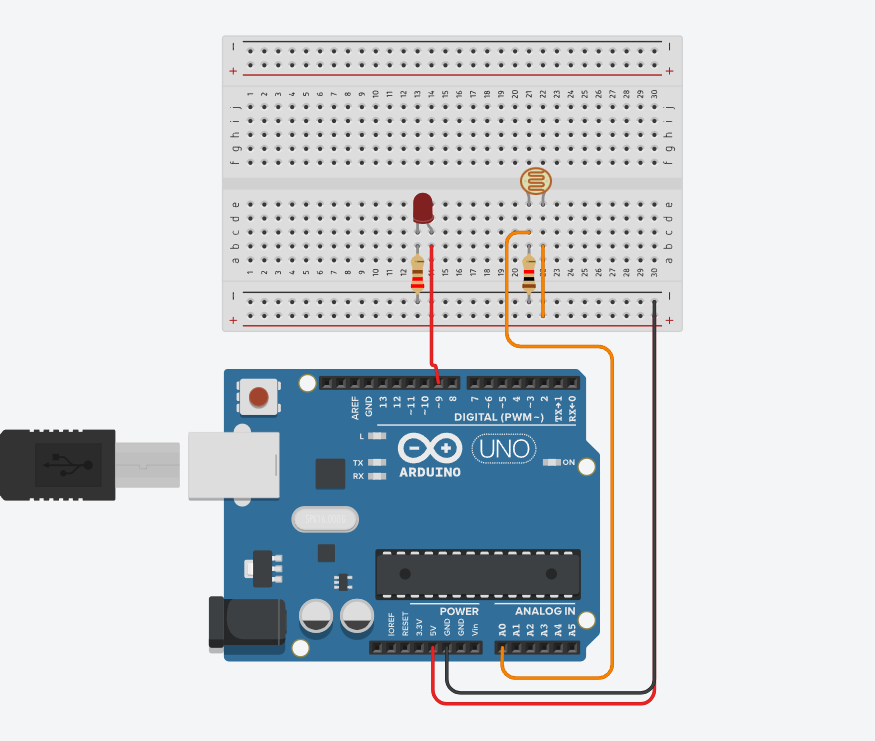 − −
+ +
1 2 3 4 5 6 7 8 9 10 11 12 13 14 15 16 17 18 19 20 21 22 23 24 25 26 27 28 29 30
j j
i i
h h
g g
f f
e e
d d
c c
b b
a a
1 2 3 4 5 6 7 8 9 10 11 12 13 14 15 16 17 18 19 20 21 22 23 24 25 26 27 28 29 30
− −
+ +
AREF GND 13 12 ~11 ~10 ~9 8 7 ~6 ~5 4 ~3 2 TX→1 RX←0
DIGITAL (PWM~)
L
TX
RX
ARDUINO
UNO
ON
POWER
ANALOG IN
IOREF RESET 3.3V 5V GND GND Vin A0 A1 A2 A3 A4 A5